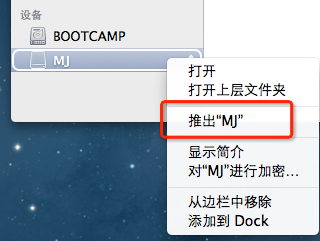 设备
BOOTCAMP
MJ
打开
打开上层文件夹
推出“MJ”
显示简介
对“MJ”进行加密...
从边栏中移除
添加到 Dock